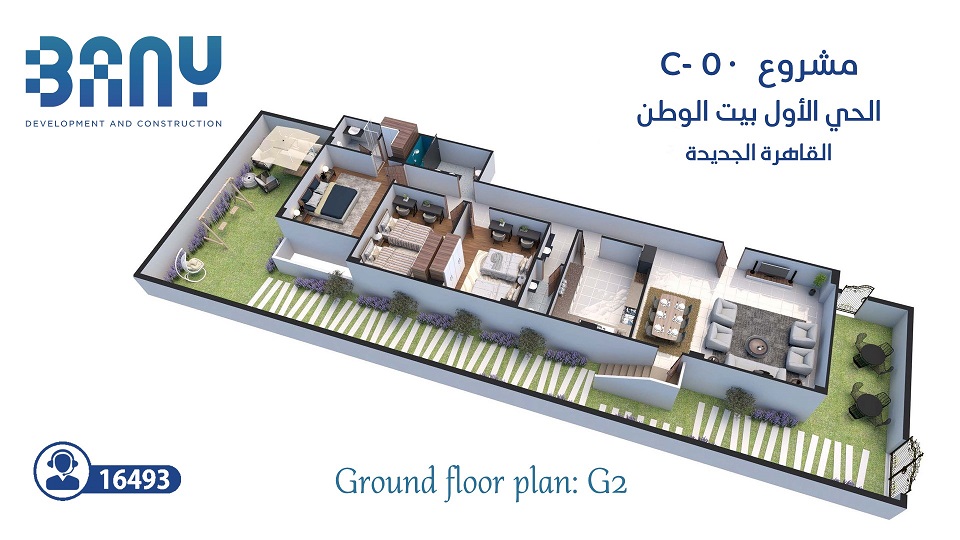 BANY
DEVELOPMENT AND CONSTRUCTION
مشروع C- ٥٠
الحي الأول بيت الوطن
القاهرة الجديدة
16493
Ground floor plan: G2